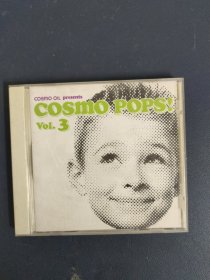 COSMO OIL presents
COSMO POPS!
Vol. 3